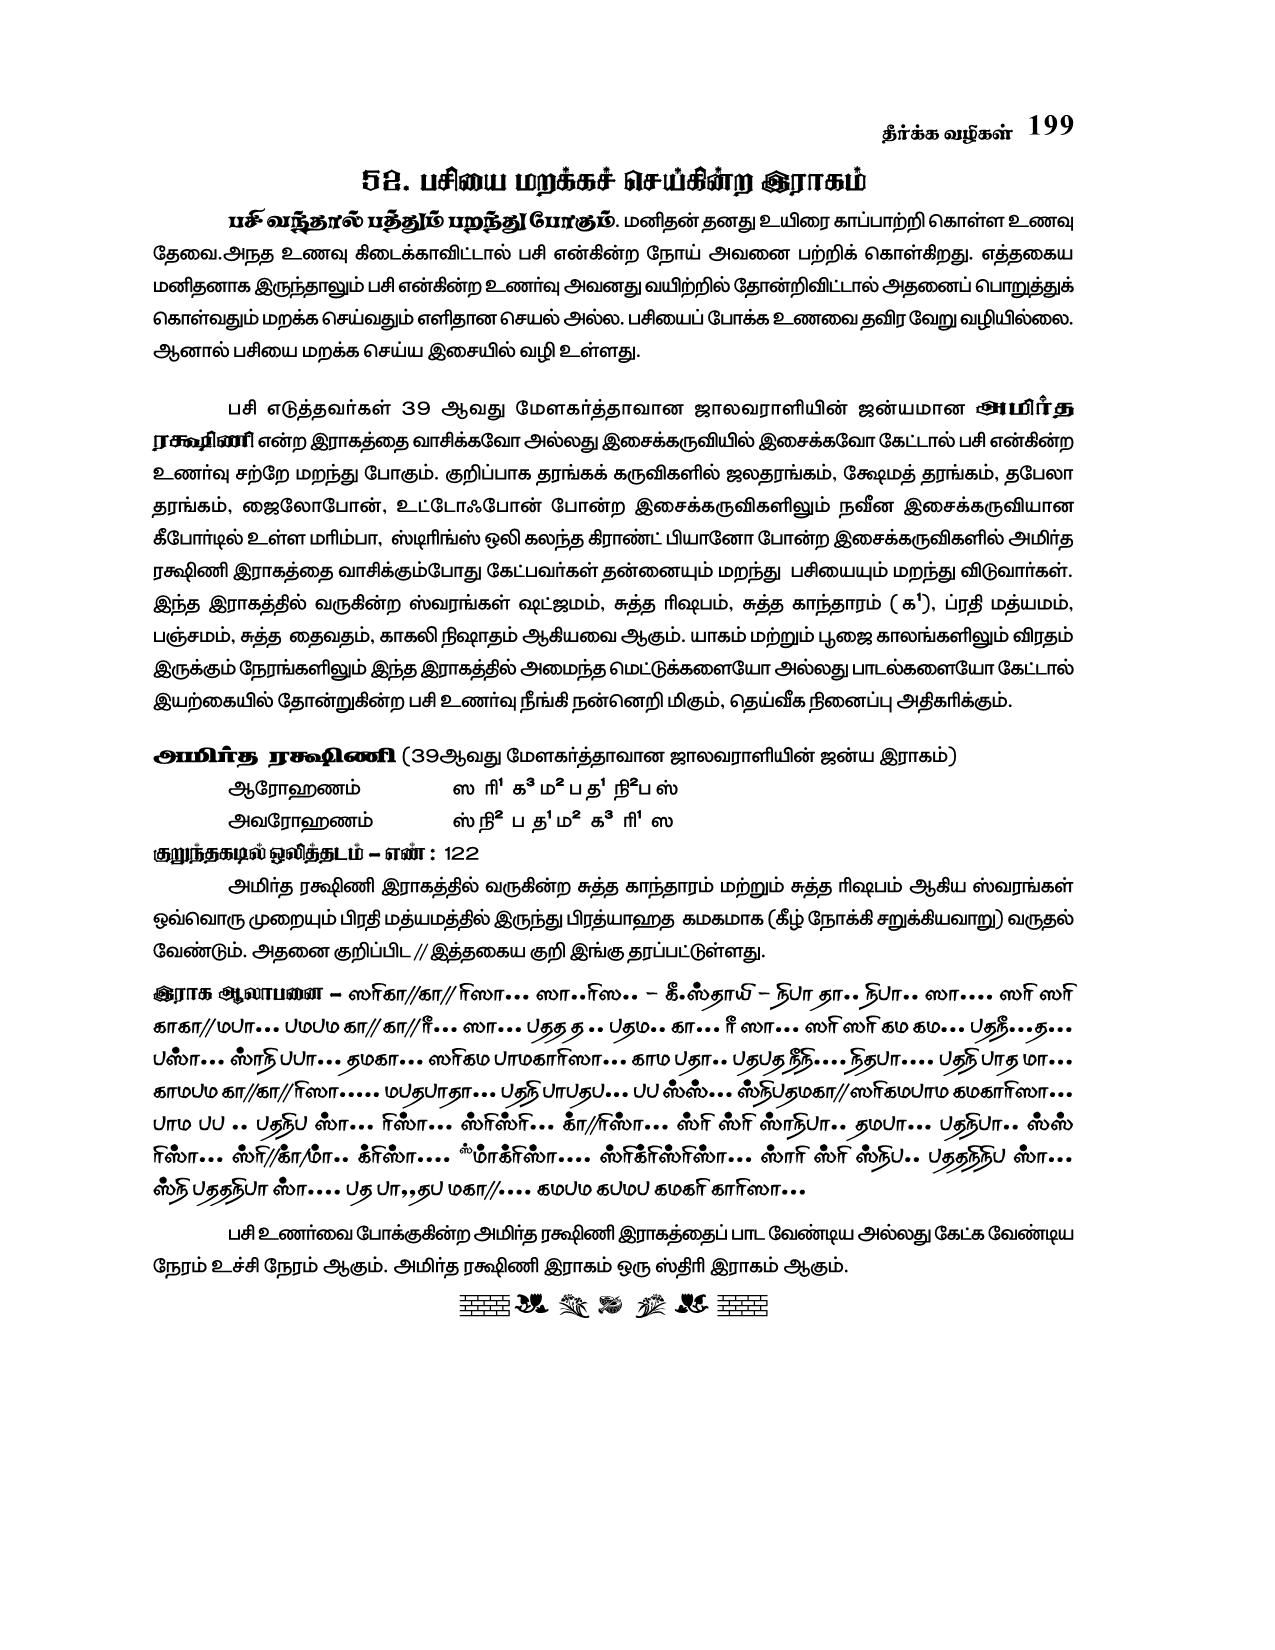 தீர்க்க வழிகள் 199
52. பசியை மறக்கச் செய்கின்ற இராகம்
பசி வந்தால் பத்தும் பறந்து போகும். மனிதன் தனது உயிரை காப்பாற்றி கொள்ள உணவு
தேவை.அநத உணவு கிடைக்காவிட்டால் பசி என்கின்ற நோய் அவனை பற்றிக் கொள்கிறது. எத்தகைய
மனிதனாக இருந்தாலும் பசி என்கின்ற உணர்வு அவனது வயிற்றில் தோன்றிவிட்டால் அதனைப் பொறுத்துக்
கொள்வதும் மறக்க செய்வதும் எளிதான செயல் அல்ல. பசியைப் போக்க உணவை தவிர வேறு வழியில்லை.
ஆனால் பசியை மறக்க செய்ய இசையில் வழி உள்ளது.
பசி எடுத்தவர்கள் 39 ஆவது மேளகர்த்தாவான ஜாலவராளியின் ஜன்யமான அமிர்த
ரக்ஷிணி என்ற இராகத்தை வாசிக்கவோ அல்லது இசைக்கருவியில் இசைக்கவோ கேட்டால் பசி என்கின்ற
உணர்வு சற்றே மறந்து போகும். குறிப்பாக தரங்கக் கருவிகளில் ஜலதரங்கம், க்ஷேமத் தரங்கம், தபேலா
தரங்கம், ஜைலோபோன், உட்டோஃபோன் போன்ற இசைக்கருவிகளிலும் நவீன இசைக்கருவியான
கீபோர்டில் உள்ள மரிம்பா, ஸ்டிரிங்ஸ் ஒலி கலந்த கிராண்ட் பியானோ போன்ற இசைக்கருவிகளில் அமிர்த
ரக்ஷிணி இராகத்தை வாசிக்கும்போது கேட்பவர்கள் தன்னையும் மறந்து பசியையும் மறந்து விடுவார்கள்.
இந்த இராகத்தில் வருகின்ற ஸ்வரங்கள் ஷட்ஜமம், சுத்த ரிஷபம், சுத்த காந்தாரம் ( க¹), ப்ரதி மத்யமம்,
பஞ்சமம், சுத்த தைவதம், காகலி நிஷாதம் ஆகியவை ஆகும். யாகம் மற்றும் பூஜை காலங்களிலும் விரதம்
இருக்கும் நேரங்களிலும் இந்த இராகத்தில் அமைந்த மெட்டுக்களையோ அல்லது பாடல்களையோ கேட்டால்
இயற்கையில் தோன்றுகின்ற பசி உணர்வு நீங்கி நன்னெறி மிகும், தெய்வீக நினைப்பு அதிகரிக்கும்.
அமிர்த ரக்ஷிணி (39ஆவது மேளகர்த்தாவான ஜாலவராளியின் ஜன்ய இராகம்)
ஆரோஹணம் ஸ ரி¹ க³ ம² ப த¹ நி²ப ஸ்
அவரோஹணம் ஸ் நி² ப த¹ ம² க³ ரி¹ ஸ
குறுந்தகடில் ஒலித்தடம் – எண் : 122
அமிர்த ரக்ஷிணி இராகத்தில் வருகின்ற சுத்த காந்தாரம் மற்றும் சுத்த ரிஷபம் ஆகிய ஸ்வரங்கள்
ஒவ்வொரு முறையும் பிரதி மத்யமத்தில் இருந்து பிரத்யாஹத கமகமாக (கீழ் நோக்கி சறுக்கியவாறு) வருதல்
வேண்டும். அதனை குறிப்பிட // இத்தகைய குறி இங்கு தரப்பட்டுள்ளது.
இராக ஆலாபனை – ஸரிகா//கா// ரிஸா... ஸா..ரிஸ.. – கீ.ஸ்தாயி – நிபா தா.. நிபா.. ஸா.... ஸரி ஸரி
காகா//மபா... பமபம கா//கா//ரீ... ஸா... பதத த .. பதம.. கா... ரீ ஸா... ஸரி ஸரி கம கம... பதநீ...த...
பஸ்ா... ஸ்ாநி பபா... தமகா... ஸரிகம பாமகாரிஸா... காம பதா.. பதபத நீநி.... நிதபா.... பதநி பாத மா...
காமபம கா//கா//ரிஸா..... மபதபாதா... பதநி பாபதப... பப ஸ்ஸ்... ஸ்நிபதமகா//ஸரிகமபாம கமகாரிஸா...
பாம பப .. பதநிப ஸ்ா... ரிஸ்ா... ஸ்ரிஸ்ரி... க்ா//ரிஸ்ா... ஸ்ரி ஸ்ரி ஸ்ாநிபா.. தமபா... பதநிபா.. ஸ்ஸ்
ரிஸ்ா... ஸ்ரி//க்ா/ம்ா.. க்ரிஸ்ா.... ஸ்ம்ாக்ரிஸ்ா.... ஸ்ரிக்ரிஸ்ரிஸ்ா... ஸ்ாரி ஸ்ரி ஸ்நிப.. பததநிநிப ஸ்ா...
ஸ்நி பததநிபா ஸ்ா.... பத பா,,தப மகா//.... கமபம கபமப கமகரி காரிஸா...
பசி உணர்வை போக்குகின்ற அமிர்த ரக்ஷிணி இராகத்தைப் பாட வேண்டிய அல்லது கேட்க வேண்டிய
நேரம் உச்சி நேரம் ஆகும். அமிர்த ரக்ஷிணி இராகம் ஒரு ஸ்திரி இராகம் ஆகும்.